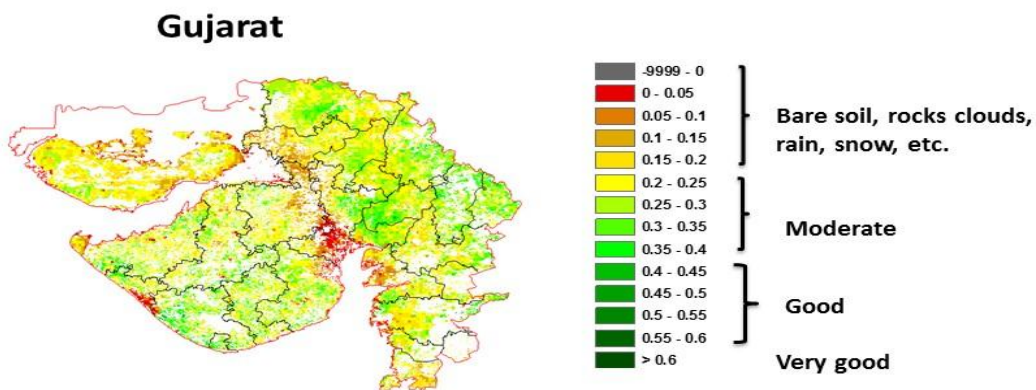 Gujarat
-9999 - 0
0 - 0.05
0.05 - 0.1
0.1 - 0.15
0.15 - 0.2
0.2 - 0.25
0.25 - 0.3
0.3 - 0.35
0.35 - 0.4
0.4 - 0.45
0.45 - 0.5
0.5 - 0.55
0.55 - 0.6
> 0.6
Bare soil, rocks clouds,
rain, snow, etc.
Moderate
Good
Very good